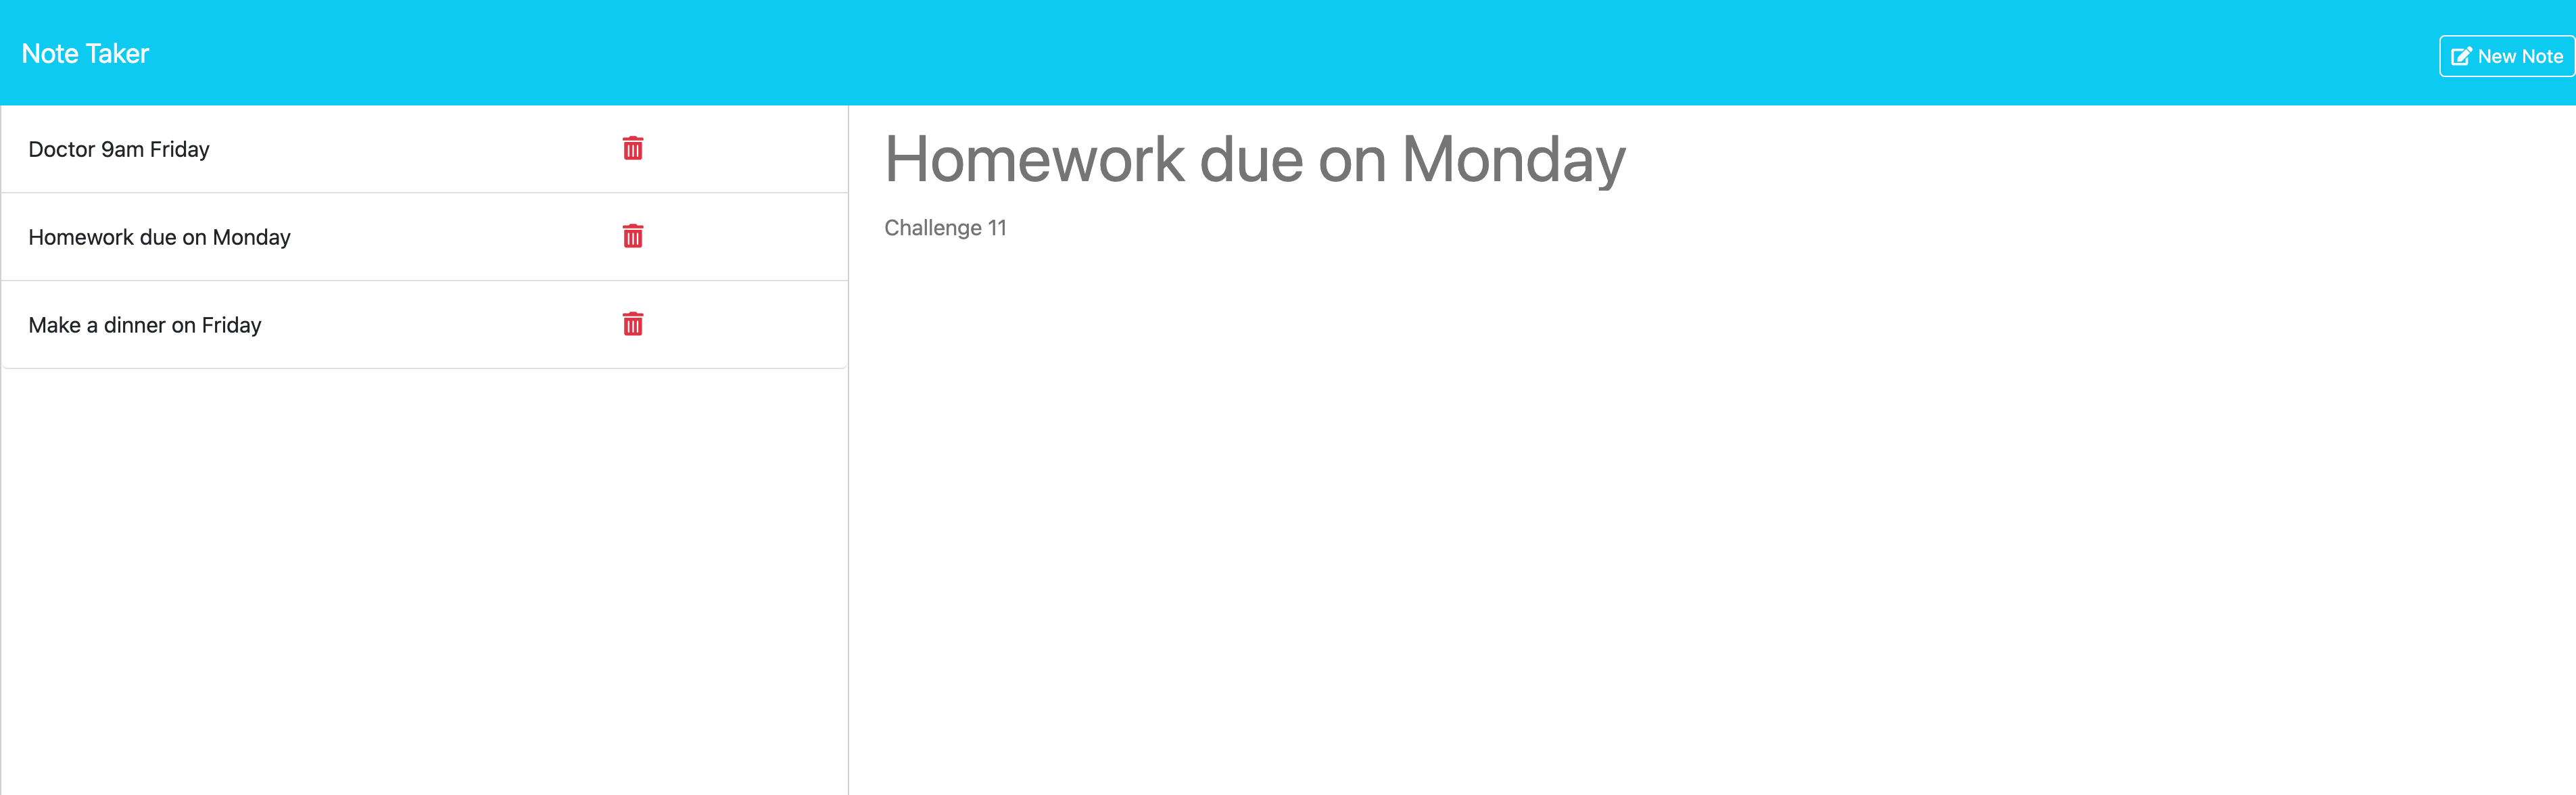 Note Taker
New Note
Doctor 9am Friday
Homework due on Monday
Make a dinner on Friday
Homework due on Monday
Challenge 11